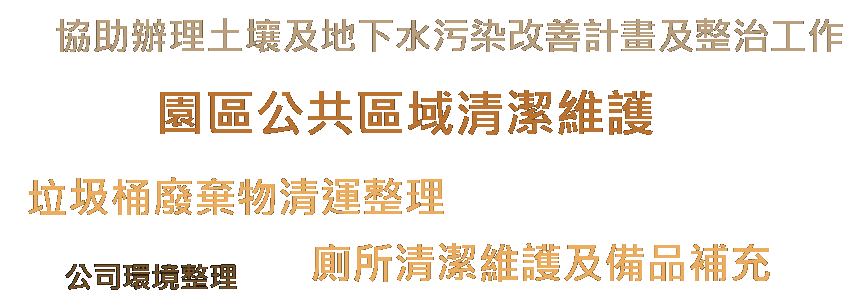 協助辦理土壤及地下水污染改善計畫及整治工作
園區公共區域清潔維護
垃圾桶廢棄物清運整理
廁所清潔維護及備品補充
公司環境整理